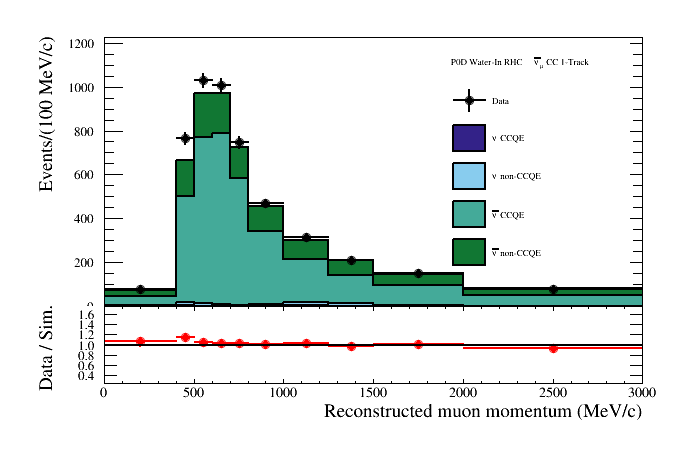 Events/(100 MeV/c)
1200
1000
800
600
400
200
0
P0D Water-In RHC ν̅μ CC 1-Track
Data
ν CCQE
ν non-CCQE
ν̅ CCQE
ν̅ non-CCQE
Data / Sim.
1.6
1.4
1.2
1.0
0.8
0.6
0.4
0 500 1000 1500 2000 2500 3000
Reconstructed muon momentum (MeV/c)